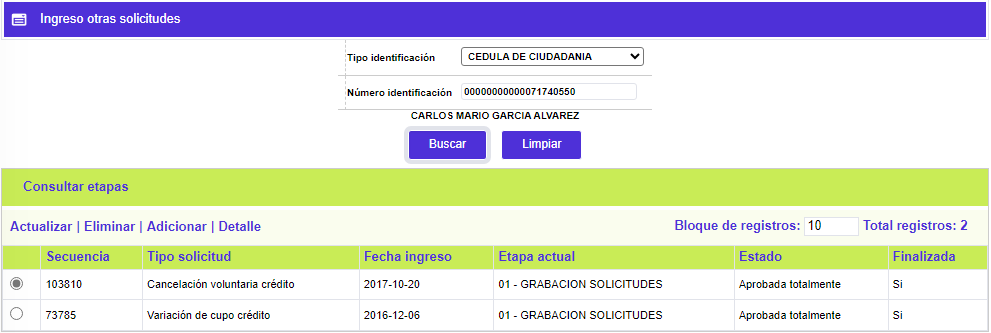 Ingreso otras solicitudes
Tipo identificación CEDULA DE CIUDADANIA
Número identificación 00000000000071740550
CARLOS MARIO GARCIA ALVAREZ
Buscar Limpiar
Consultar etapas
Actualizar | Eliminar | Adicionar | Detalle Bloque de registros: 10 Total registros: 2
Secuencia Tipo solicitud Fecha ingreso Etapa actual Estado Finalizada
103810 Cancelación voluntaria crédito 2017-10-20 01 - GRABACION SOLICITUDES Aprobada totalmente Si
73785 Variación de cupo crédito 2016-12-06 01 - GRABACION SOLICITUDES Aprobada totalmente Si